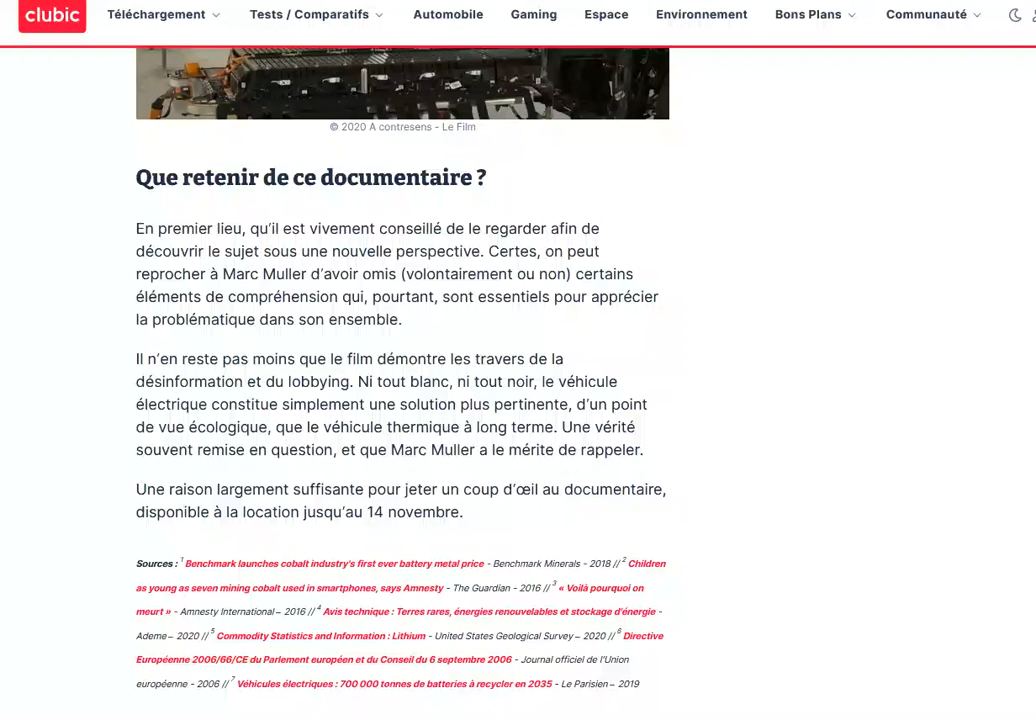 clubic Téléchargement Tests / Comparatifs Automobile Gaming Espace Environnement Bons Plans Communauté
© 2020 A contresens - Le Film
Que retenir de ce documentaire ?
En premier lieu, qu'il est vivement conseillé de le regarder afin de
découvrir le sujet sous une nouvelle perspective. Certes, on peut
reprocher à Marc Muller d'avoir omis (volontairement ou non) certains
éléments de compréhension qui, pourtant, sont essentiels pour apprécier
la problématique dans son ensemble.
Il n'en reste pas moins que le film démontre les travers de la
désinformation et du lobbying. Ni tout blanc, ni tout noir, le véhicule
électrique constitue simplement une solution plus pertinente, d'un point
de vue écologique, que le véhicule thermique à long terme. Une vérité
souvent remise en question, et que Marc Muller a le mérite de rappeler.
Une raison largement suffisante pour jeter un coup d'œil au documentaire,
disponible à la location jusqu'au 14 novembre.
Sources : 1 Benchmark launches cobalt industry's first ever battery metal price - Benchmark Minerals - 2018 // 2 Children
as young as seven mining cobalt used in smartphones, says Amnesty - The Guardian - 2016 // 3 « Voilà pourquoi on
meurt » - Amnesty International – 2016 // 4 Avis technique : Terres rares, énergies renouvelables et stockage d'énergie -
Ademe – 2020 // 5 Commodity Statistics and Information : Lithium - United States Geological Survey – 2020 // 6 Directive
Européenne 2006/66/CE du Parlement européen et du Conseil du 6 septembre 2006 - Journal officiel de l'Union
européenne - 2006 // 7 Véhicules électriques : 700 000 tonnes de batteries à recycler en 2035 - Le Parisien – 2019